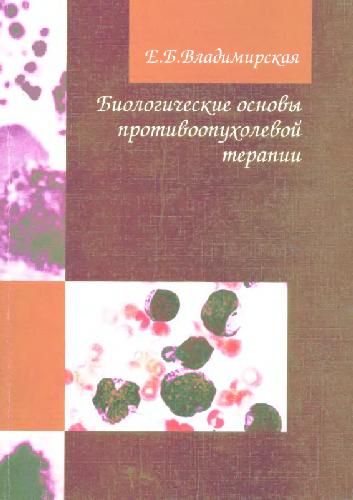 Е.Б.Владимирская
Биологические основы
противоопухолевой
терапии